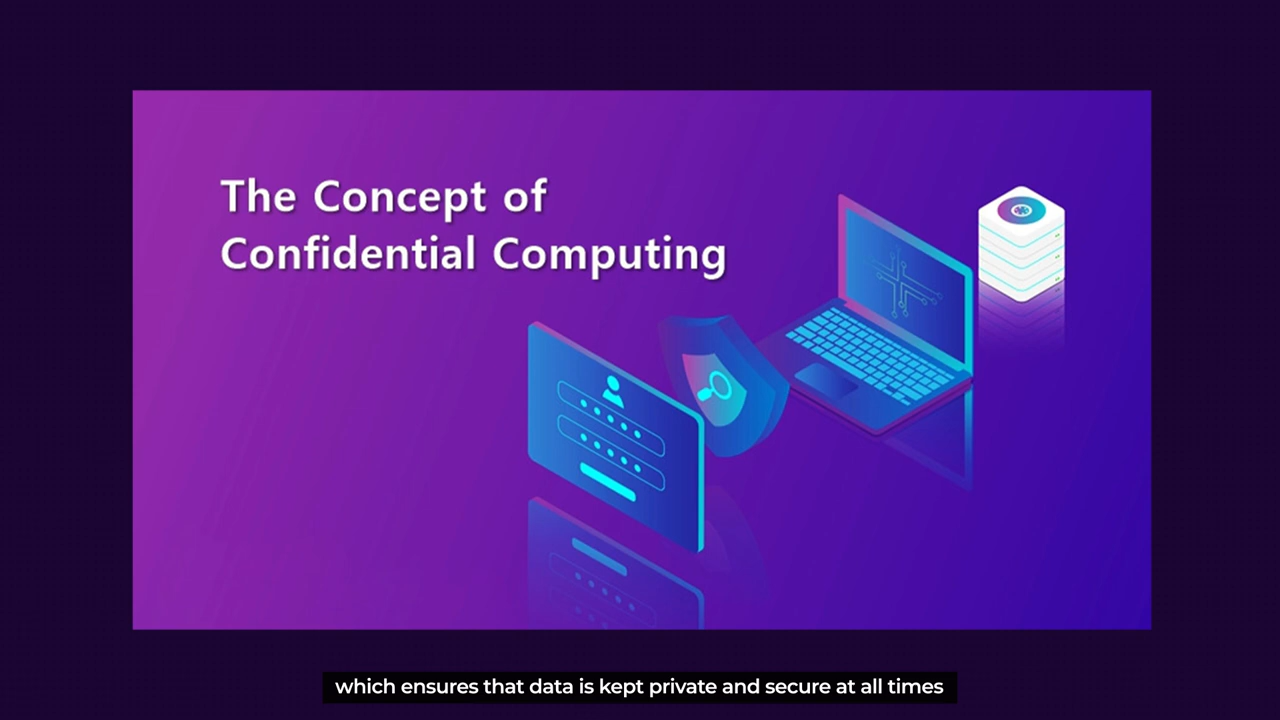 The Concept of
Confidential Computing
which ensures that data is kept private and secure at all times